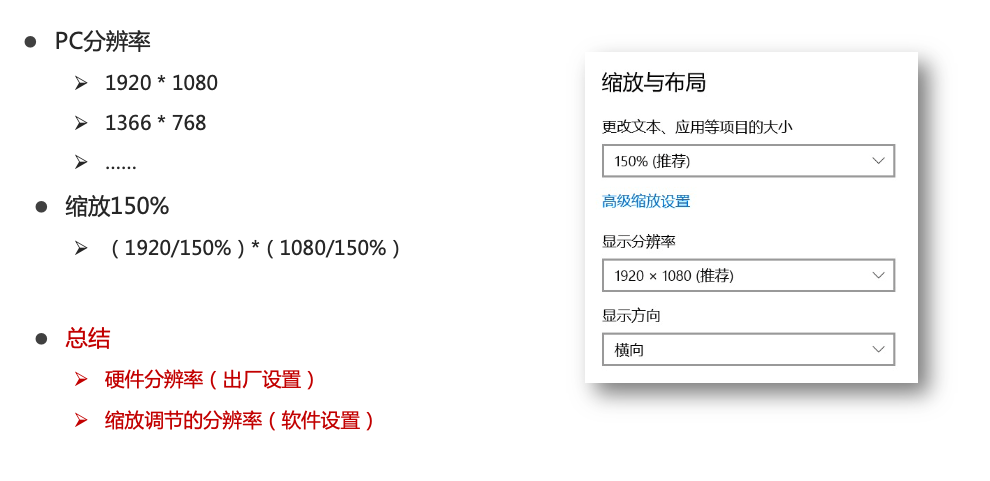 PC分辨率
1920 * 1080
1366 * 768
......
缩放150%
（1920/150%）*（1080/150%）
总结
硬件分辨率（出厂设置）
缩放调节的分辨率（软件设置）
缩放与布局
更改文本、应用等项目的大小
150% (推荐)
高级缩放设置
显示分辨率
1920 × 1080 (推荐)
显示方向
横向